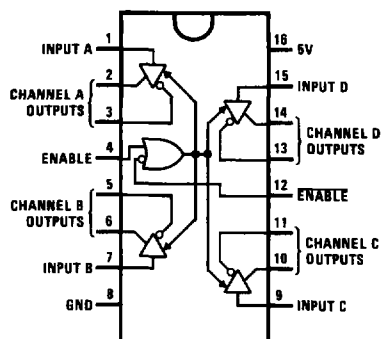 INPUT A 1
2
CHANNEL A
OUTPUTS
3
ENABLE 4
5
CHANNEL B
OUTPUTS
6
INPUT B 7
GND 8
16 5V
15 INPUT D
14
CHANNEL D
OUTPUTS
13
12 ENABLE
11
CHANNEL C
OUTPUTS
10
9 INPUT C